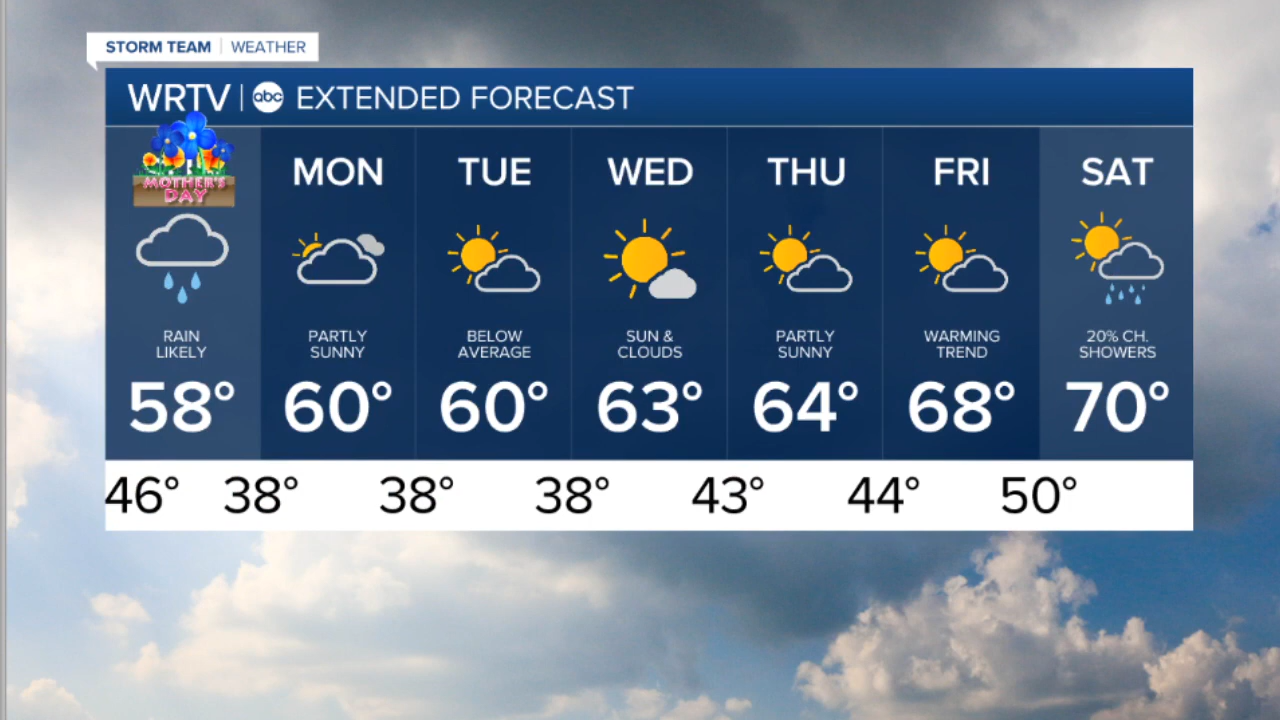 STORM TEAM | WEATHER
WRTV | abc EXTENDED FORECAST
MOTHER'S
DAY
MON
TUE
WED
THU
FRI
SAT
RAIN
LIKELY
PARTLY
SUNNY
BELOW
AVERAGE
SUN &
CLOUDS
PARTLY
SUNNY
WARMING
TREND
20% CH.
SHOWERS
58° 60° 60° 63° 64° 68° 70°
46° 38° 38° 38° 43° 44° 50°